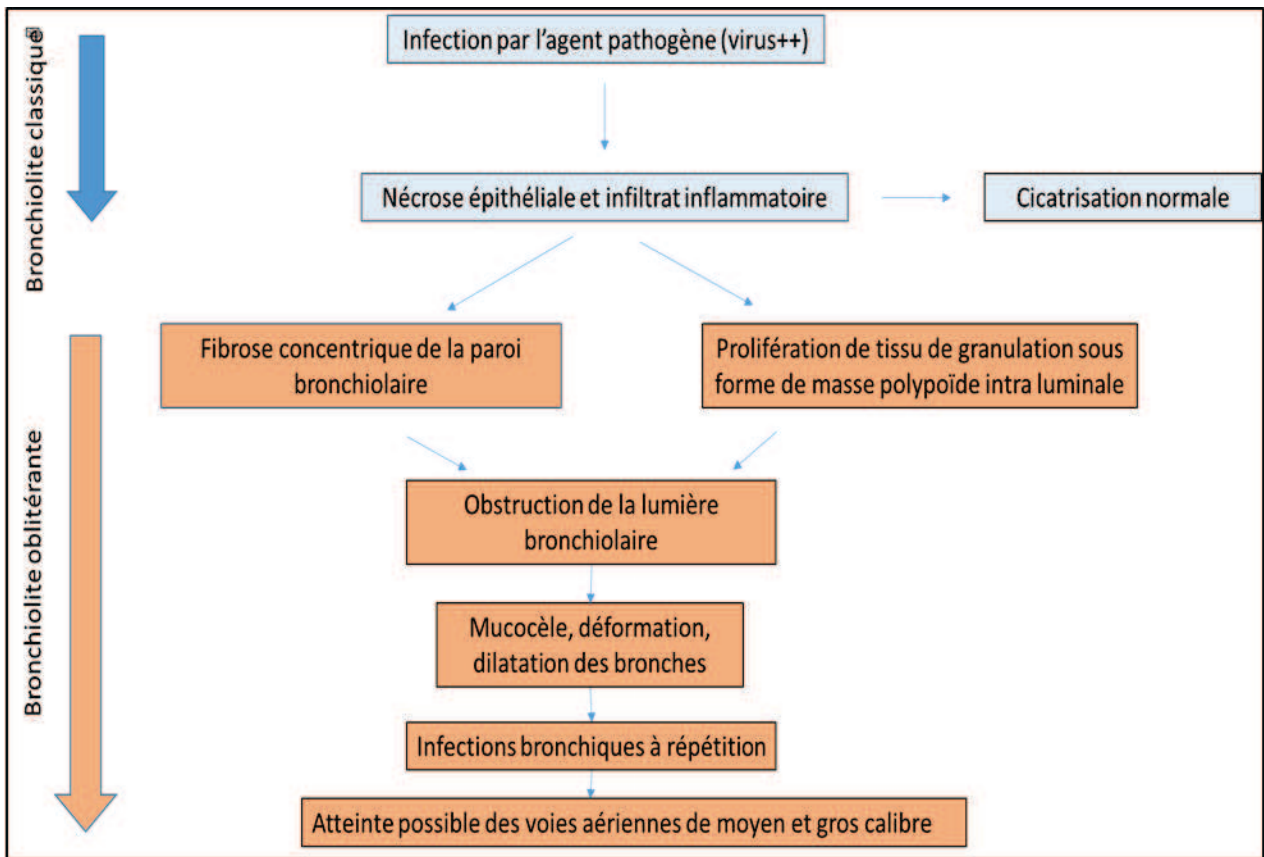 Bronchiolite classique
Infection par l'agent pathogène (virus++)
Nécrose épithéliale et infiltrat inflammatoire
Cicatrisation normale
Bronchiolite oblitérante
Fibrose concentrique de la paroi
bronchiolaire
Prolifération de tissu de granulation sous
forme de masse polypoïde intra luminale
Obstruction de la lumière
bronchiolaire
Mucocèle, déformation,
dilatation des bronches
Infections bronchiques à répétition
Atteinte possible des voies aériennes de moyen et gros calibre